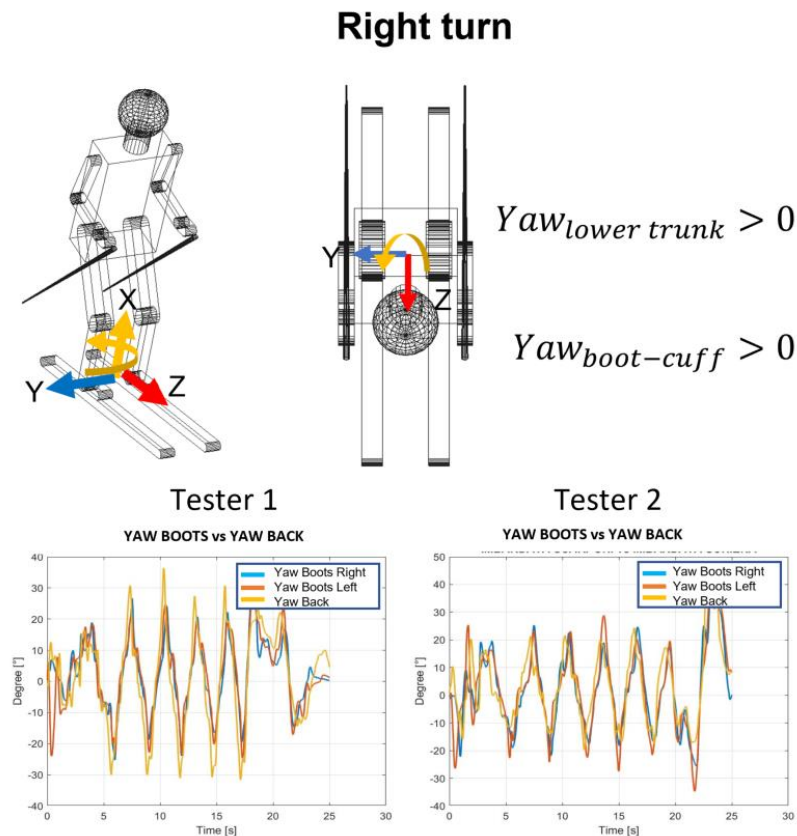 Right turn
X
Y
Z
Y
Z
Yaw_{lower trunk} > 0
Yaw_{boot−cuff} > 0
Tester 1
YAW BOOTS vs YAW BACK
Yaw Boots Right
Yaw Boots Left
Yaw Back
Degree [°]
40
30
20
10
0
-10
-20
-30
-40
0
5
10
15
20
25
30
Time [s]
Tester 2
YAW BOOTS vs YAW BACK
Yaw Boots Right
Yaw Boots Left
Yaw Back
Degree [°]
50
40
30
20
10
0
-10
-20
-30
-40
0
5
10
15
20
25
30
Time [s]